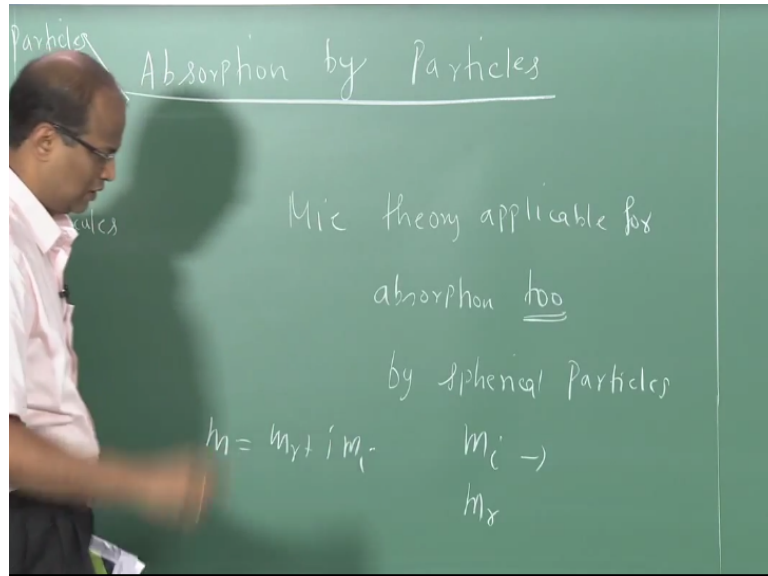 Particles
Absorption by Particles
Mie theory applicable for
absorption too
by spherical Particles
m = mr + i mi
mi →
mr